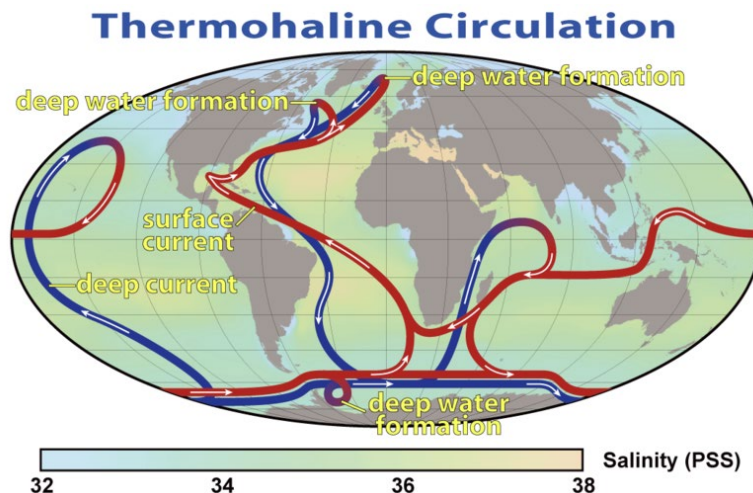 Thermohaline Circulation
deep water formation
deep water formation
surface
current
deep current
deep water
formation
Salinity (PSS)
32 34 36 38